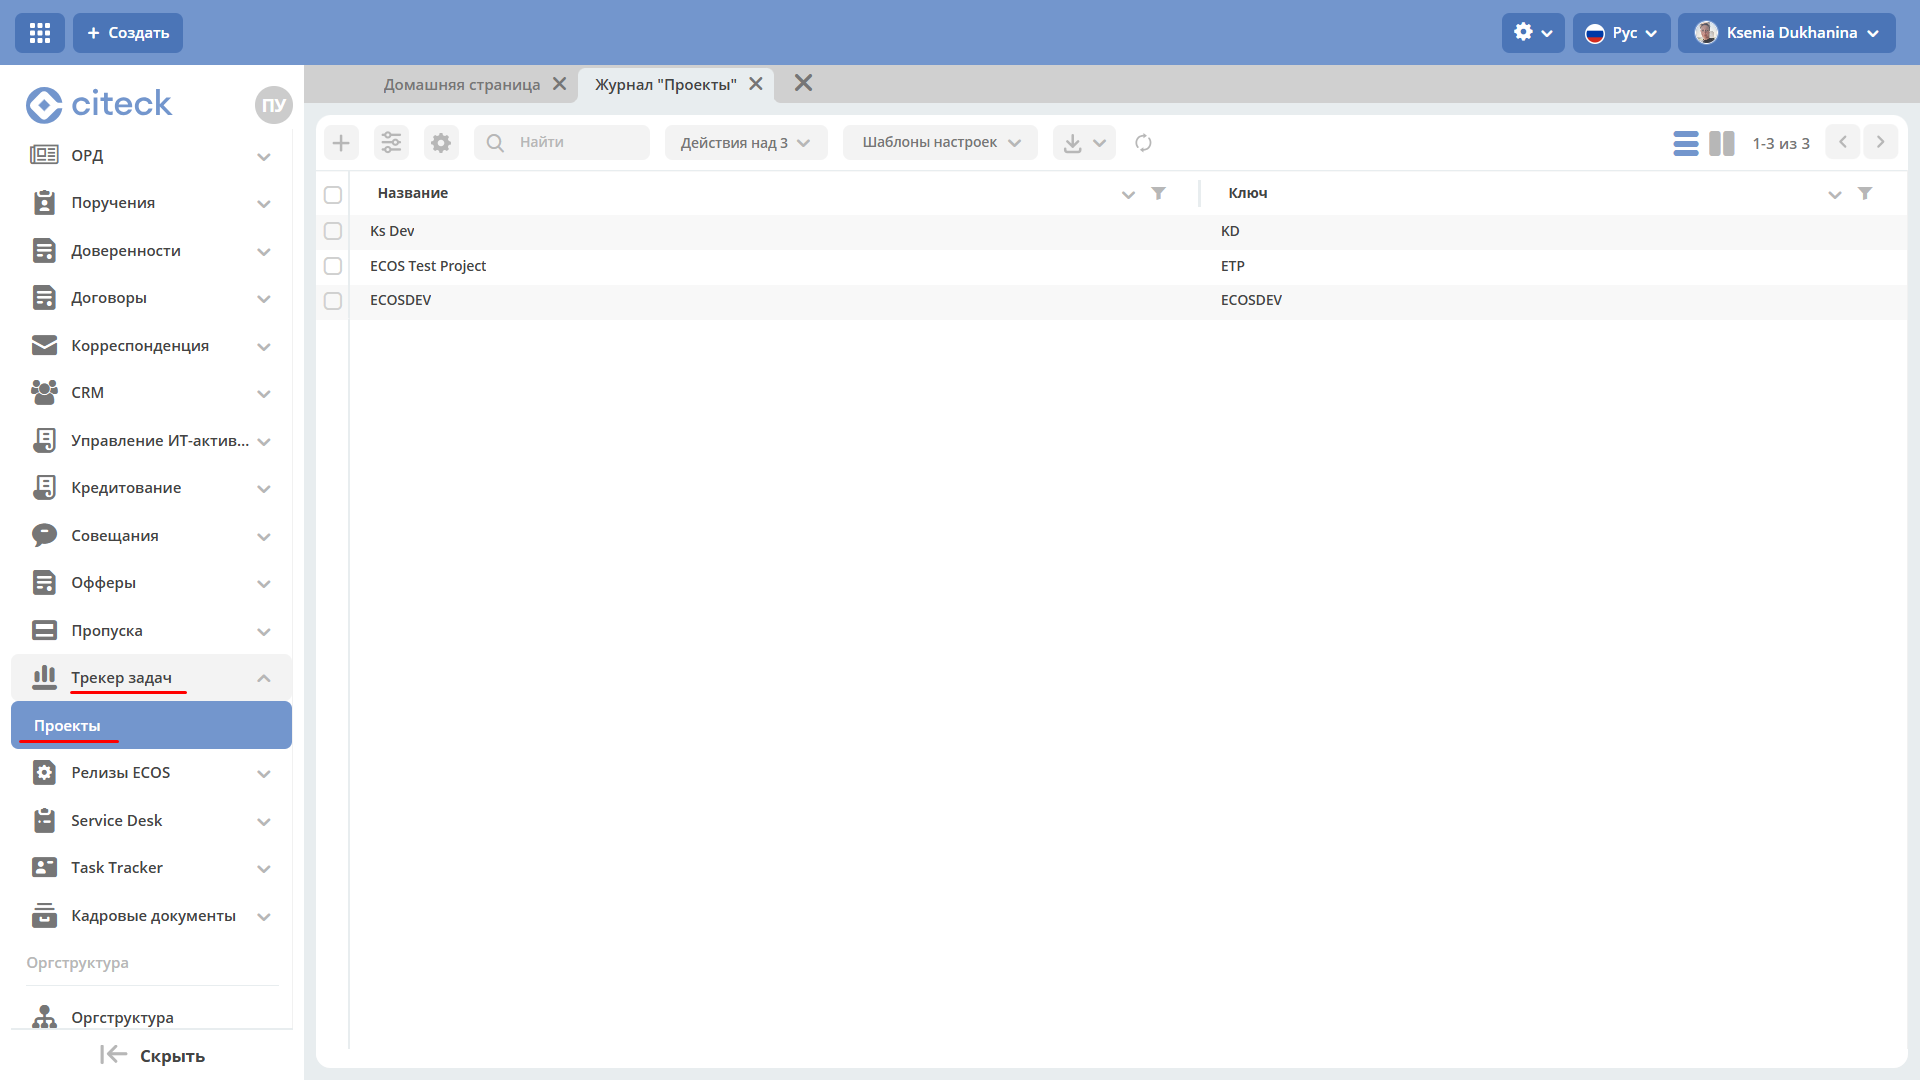 Создать
Рус
Ksenia Dukhanina
citeck
ПУ
Домашняя страница
Журнал "Проекты"
ОРД
Поручения
Доверенности
Договоры
Корреспонденция
CRM
Управление ИТ-актив...
Кредитование
Совещания
Офферы
Пропуска
Трекер задач
Проекты
Релизы ECOS
Service Desk
Task Tracker
Кадровые документы
Оргструктура
Оргструктура
Скрыть
Найти
Действия над 3
Шаблоны настроек
1-3 из 3
Название Ключ
Ks Dev KD
ECOS Test Project ETP
ECOSDEV ECOSDEV